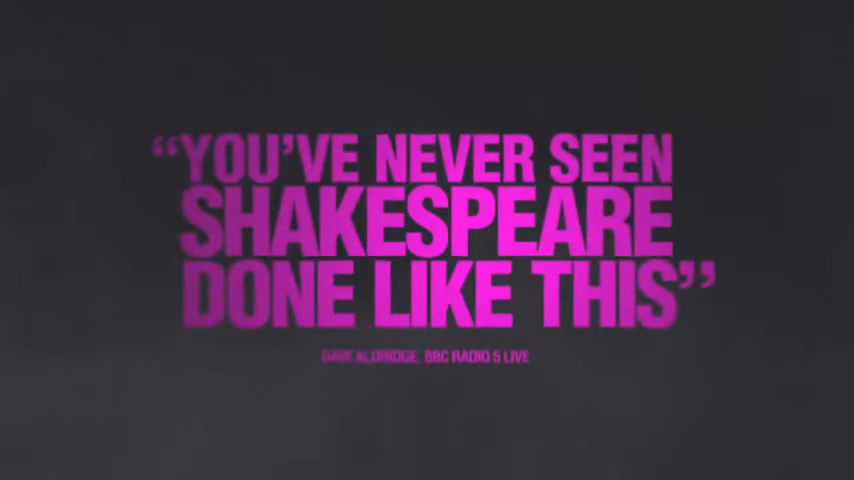 “YOU’VE NEVER SEEN
SHAKESPEARE
DONE LIKE THIS”
DAVE ALDRIDGE, BBC RADIO 5 LIVE